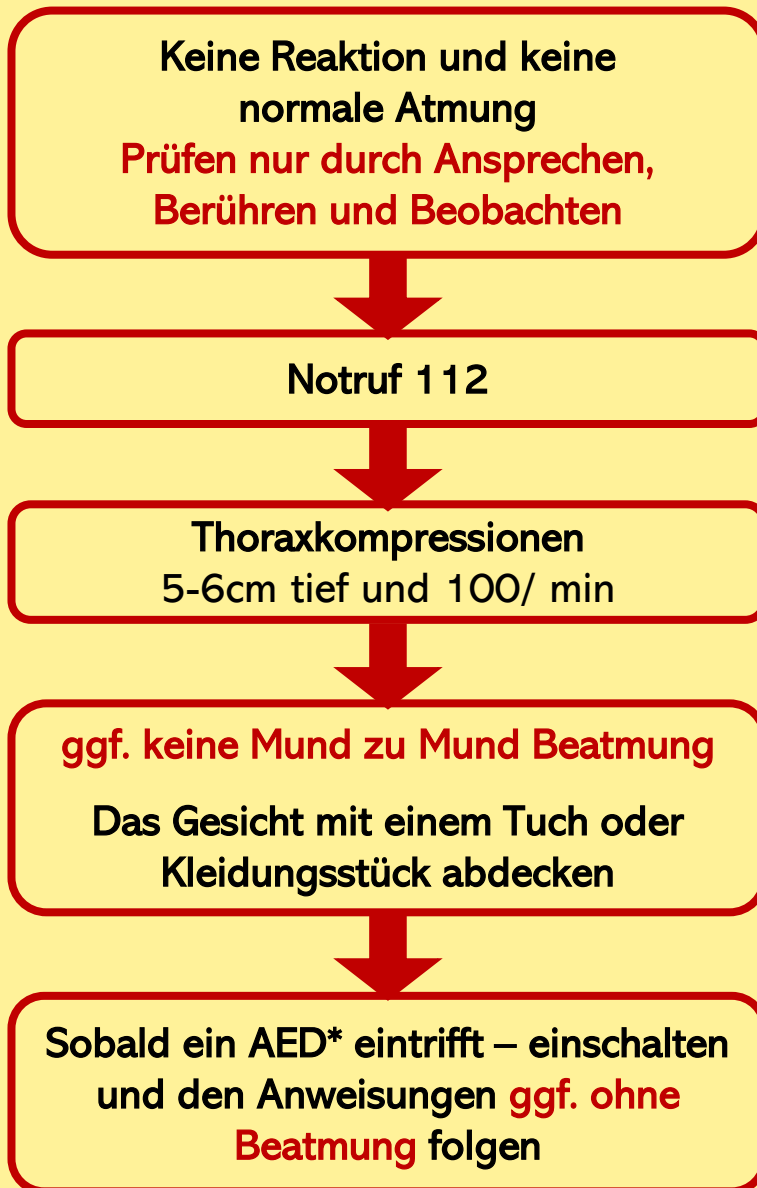 Keine Reaktion und keine
normale Atmung
Prüfen nur durch Ansprechen,
Berühren und Beobachten
Notruf 112
Thoraxkompressionen
5-6cm tief und 100/ min
ggf. keine Mund zu Mund Beatmung
Das Gesicht mit einem Tuch oder
Kleidungsstück abdecken
Sobald ein AED* eintrifft – einschalten
und den Anweisungen ggf. ohne
Beatmung folgen